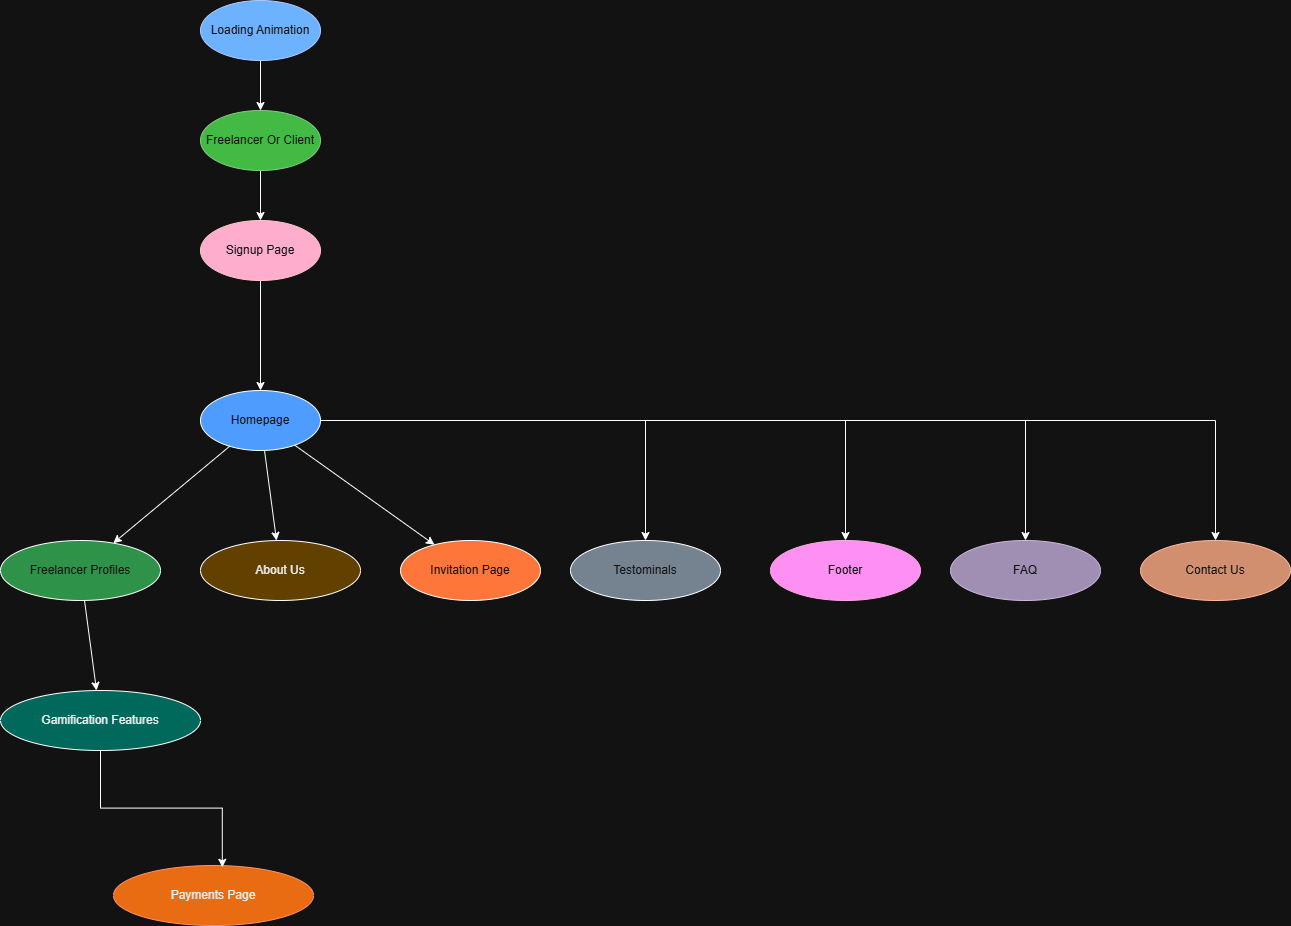 Loading Animation
Freelancer Or Client
Signup Page
Homepage
Freelancer Profiles
About Us
Invitation Page
Testominals
Footer
FAQ
Contact Us
Gamification Features
Payments Page